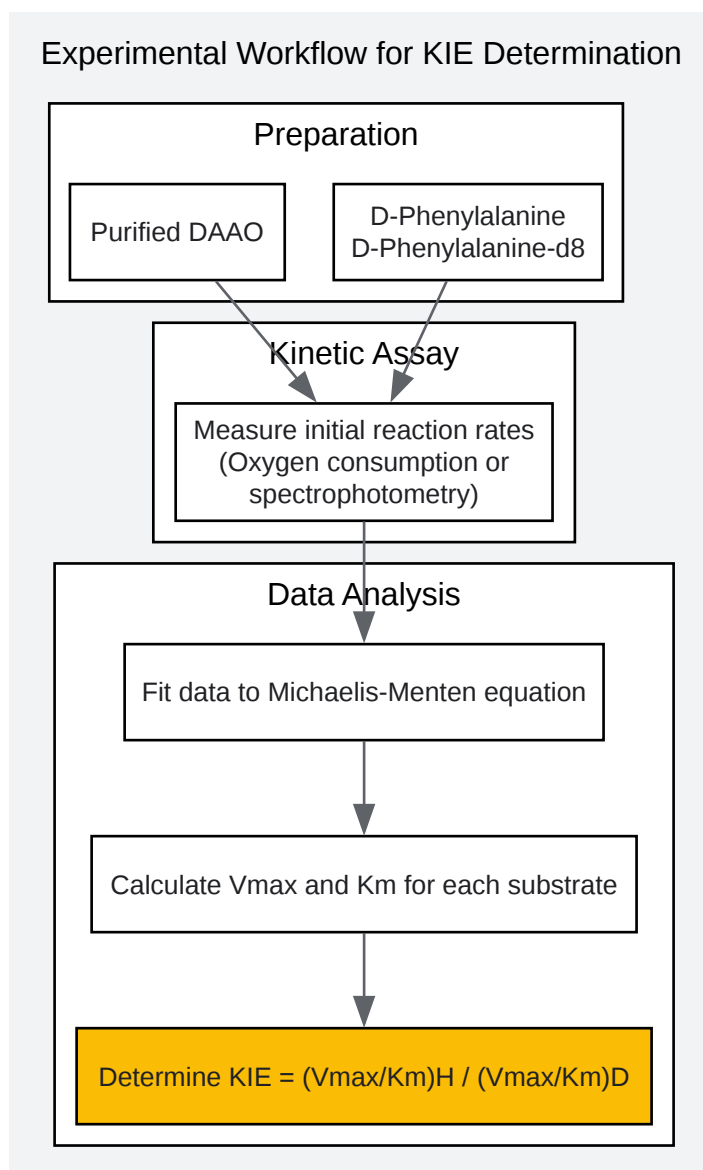 Experimental Workflow for KIE Determination
Preparation
Purified DAAO
D-Phenylalanine
D-Phenylalanine-d8
Kinetic Assay
Measure initial reaction rates
(Oxygen consumption or
spectrophotometry)
Data Analysis
Fit data to Michaelis-Menten equation
Calculate Vmax and Km for each substrate
Determine KIE = (Vmax/Km)H / (Vmax/Km)D